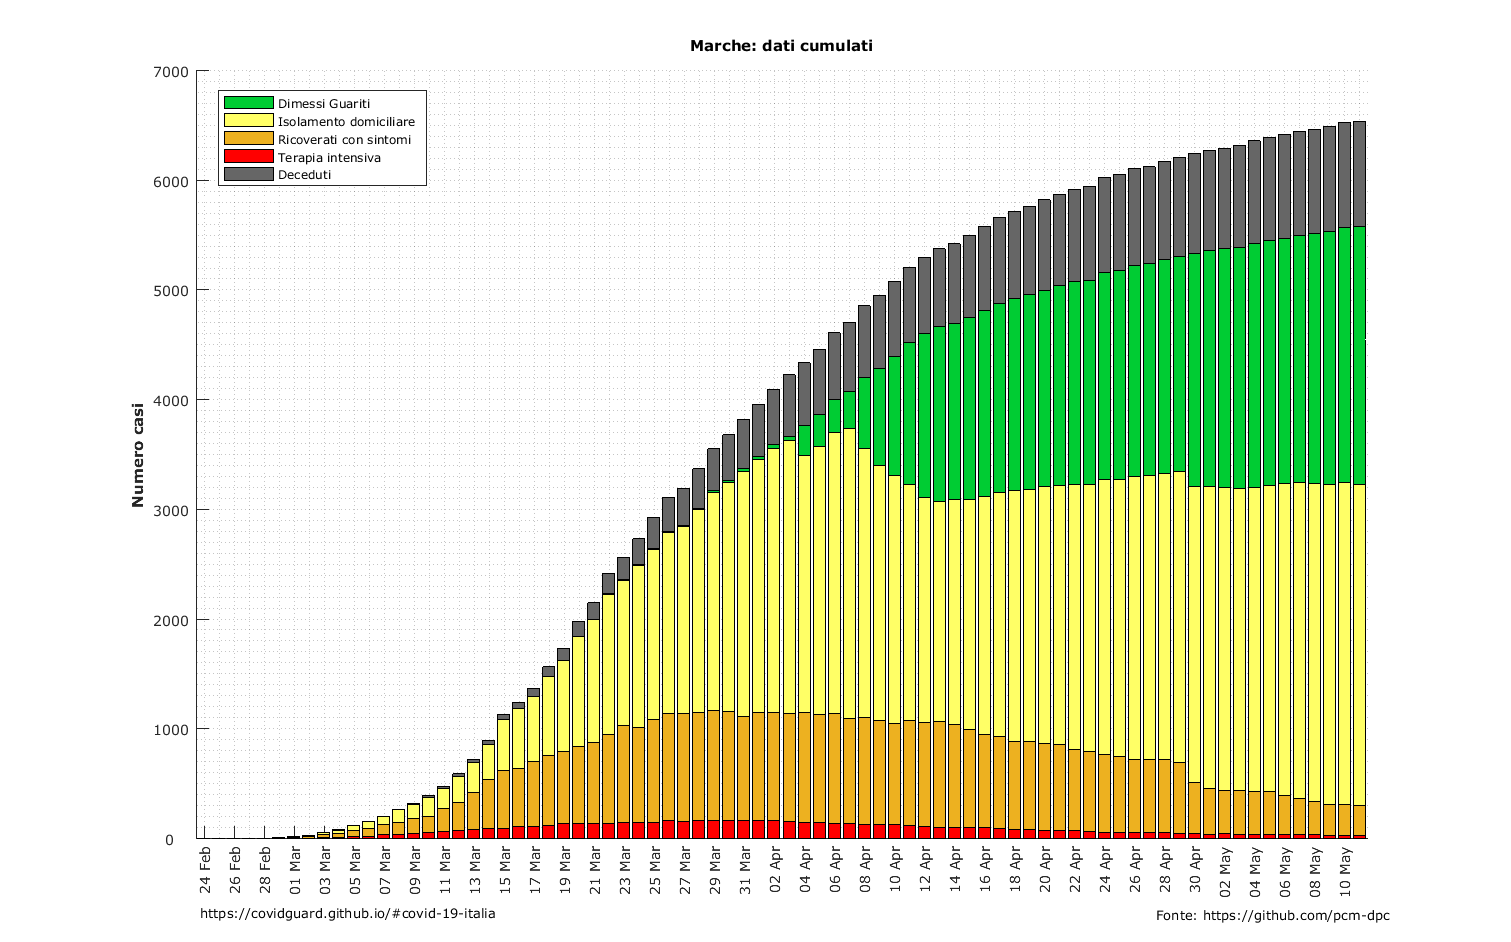 Marche: dati cumulati
7000
6000
5000
4000
3000
2000
1000
0
Numero casi
Dimessi Guariti
Isolamento domiciliare
Ricoverati con sintomi
Terapia intensiva
Deceduti
24 Feb
26 Feb
28 Feb
01 Mar
03 Mar
05 Mar
07 Mar
09 Mar
11 Mar
13 Mar
15 Mar
17 Mar
19 Mar
21 Mar
23 Mar
25 Mar
27 Mar
29 Mar
31 Mar
02 Apr
04 Apr
06 Apr
08 Apr
10 Apr
12 Apr
14 Apr
16 Apr
18 Apr
20 Apr
22 Apr
24 Apr
26 Apr
28 Apr
30 Apr
02 May
04 May
06 May
08 May
10 May
https://covidguard.github.io/#covid-19-italia
Fonte: https://github.com/pcm-dpc